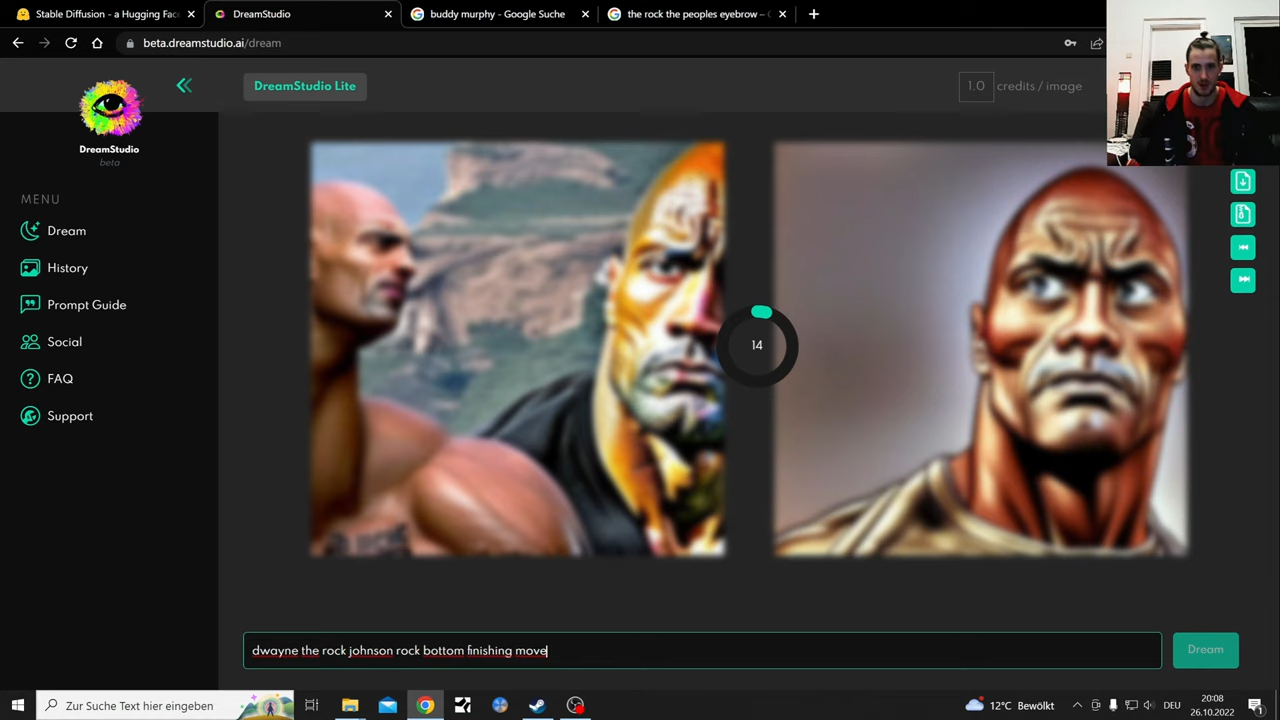 Stable Diffusion - a Hugging Fac
DreamStudio
buddy murphy - Google Suche
the rock the peoples eyebrow –
beta.dreamstudio.ai/dream
DreamStudio Lite
1.0 credits / image
DreamStudio
beta
MENU
Dream
History
Prompt Guide
Social
FAQ
Support
14
dwayne the rock johnson rock bottom finishing move
Dream
Zur Suche Text hier eingeben
12°C Bewölkt
DEU
20:08
26.10.2022
1